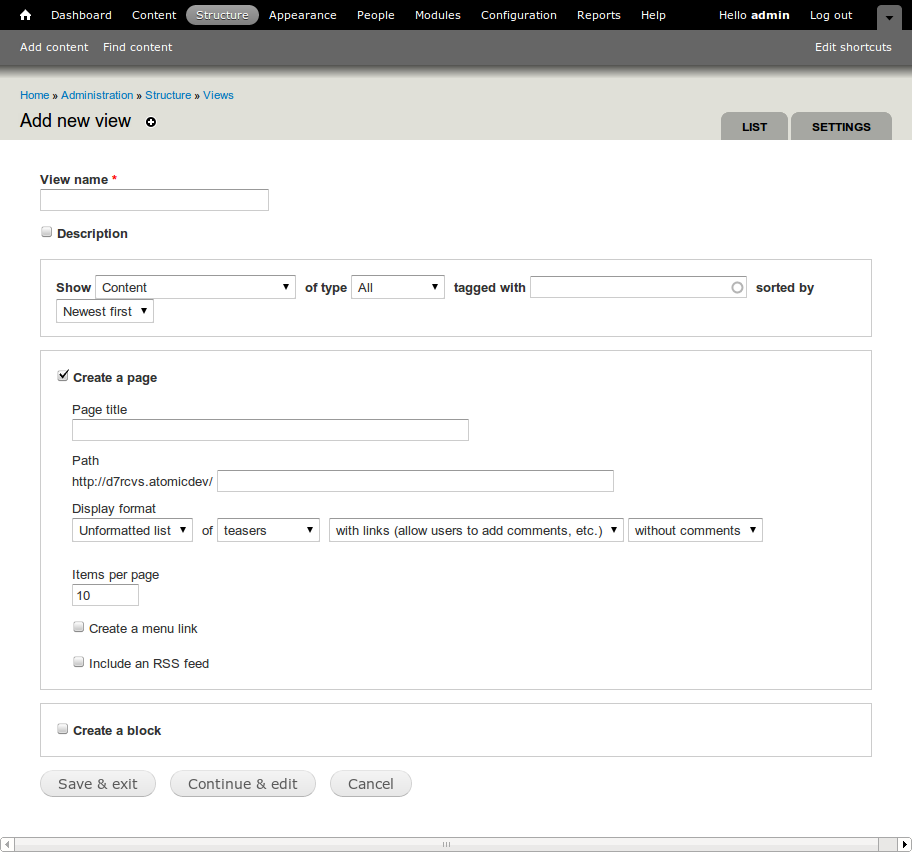 Dashboard Content Structure Appearance People Modules Configuration Reports Help Hello admin Log out
Add content Find content Edit shortcuts
Home » Administration » Structure » Views
Add new view
LIST SETTINGS
View name *
Description
Show Content of type All tagged with sorted by
Newest first
Create a page
Page title
Path
http://d7rcvs.atomicdev/
Display format
Unformatted list of teasers with links (allow users to add comments, etc.) without comments
Items per page
10
Create a menu link
Include an RSS feed
Create a block
Save & exit Continue & edit Cancel